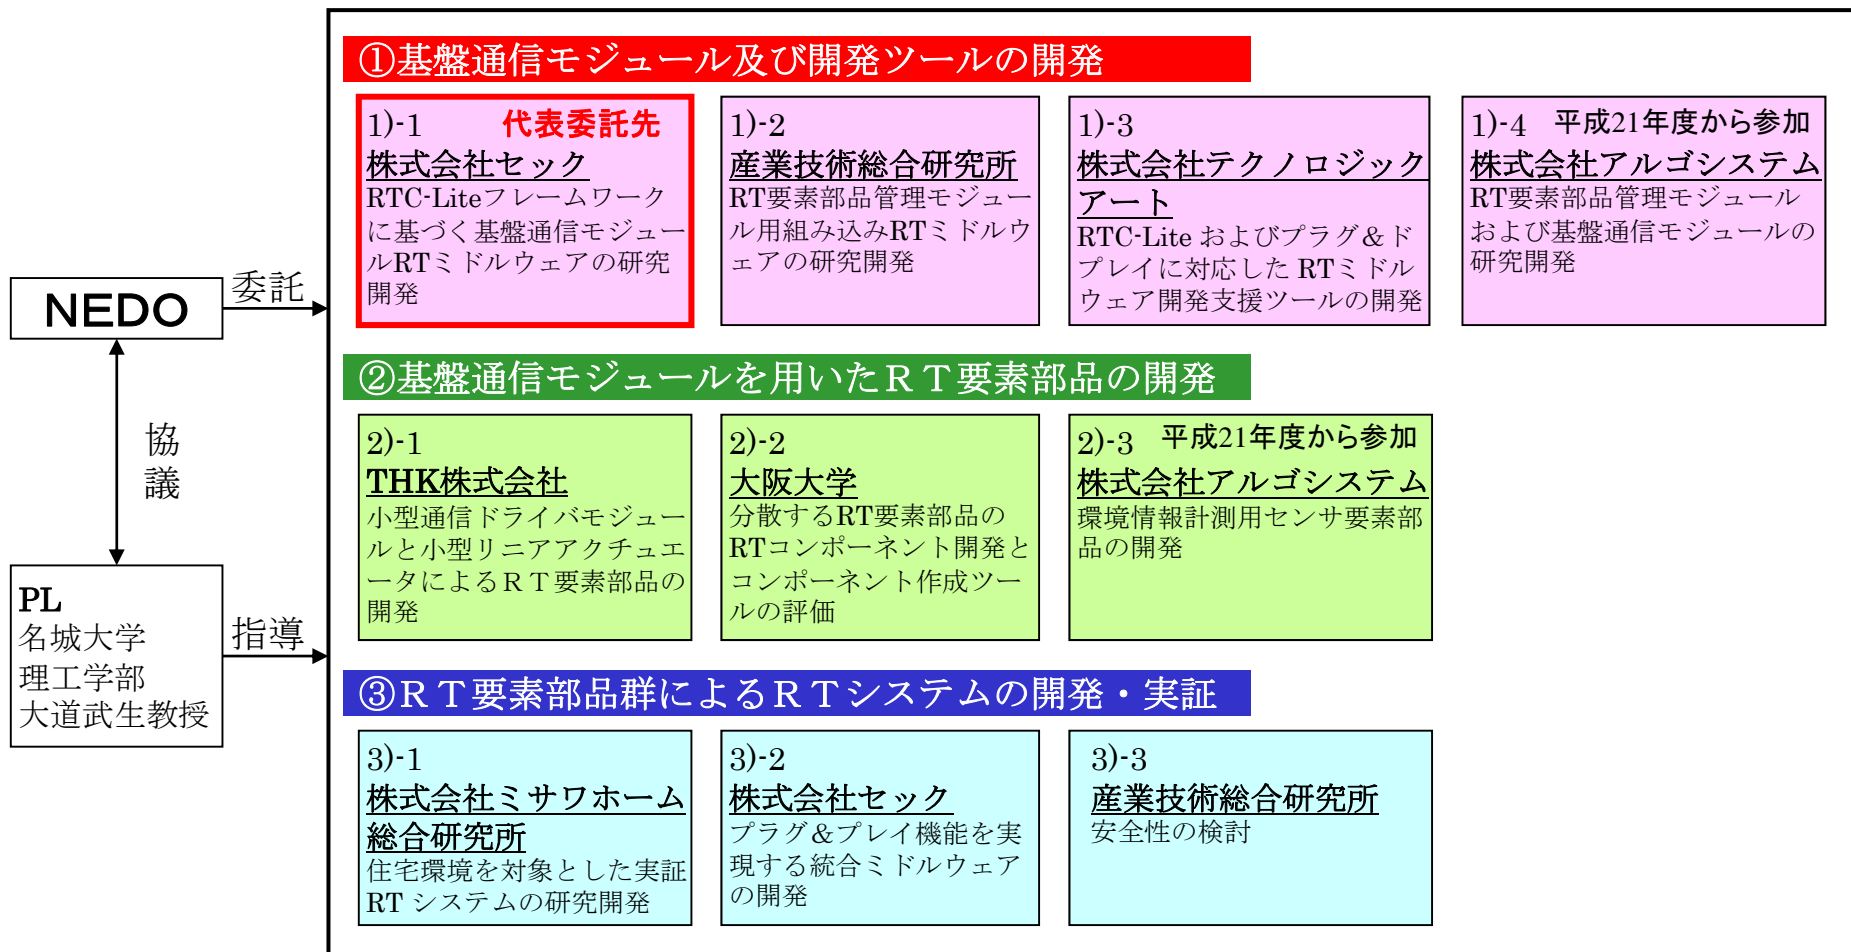 ①基盤通信モジュール及び開発ツールの開発
1)-1 代表委託先
株式会社セック
RTC-Liteフレームワーク
に基づく基盤通信モジュー
ルRTミドルウェアの研究
開発
1)-2
産業技術総合研究所
RT要素部品管理モジュー
ル用組み込みRTミドルウ
ェアの研究開発
1)-3
株式会社テクノロジック
アート
RTC-Lite およびプラグ＆ド
プレイに対応した RTミドル
ウェア開発支援ツールの開発
1)-4 平成21年度から参加
株式会社アルゴシステム
RT要素部品管理モジュール
および基盤通信モジュールの
研究開発
NEDO
委託
協
議
PL
名城大学
理工学部
大道武生教授
指導
②基盤通信モジュールを用いたＲＴ要素部品の開発
2)-1
THK株式会社
小型通信ドライバモジュー
ルと小型リニアアクチュエ
ータによるＲＴ要素部品の
開発
2)-2
大阪大学
分散するRT要素部品の
RTコンポーネント開発と
コンポーネント作成ツー
ルの評価
2)-3 平成21年度から参加
株式会社アルゴシステム
環境情報計測用センサ要素部
品の開発
③ＲＴ要素部品群によるＲＴシステムの開発・実証
3)-1
株式会社ミサワホーム
総合研究所
住宅環境を対象とした実証
RT システムの研究開発
3)-2
株式会社セック
プラグ＆プレイ機能を実
現する統合ミドルウェア
の開発
3)-3
産業技術総合研究所
安全性の検討